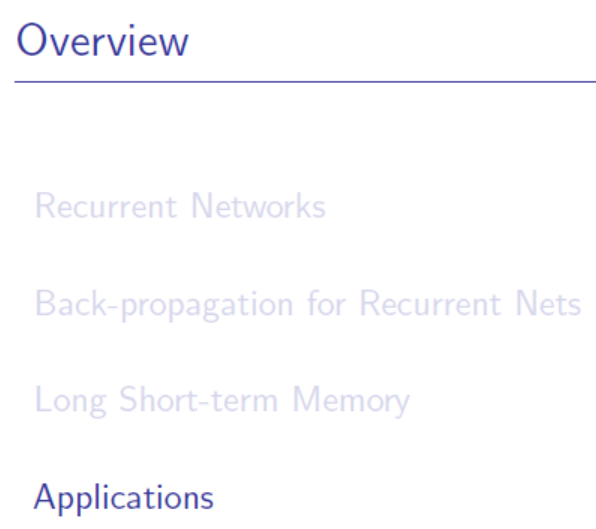 Overview
Recurrent Networks
Back-propagation for Recurrent Nets
Long Short-term Memory
Applications